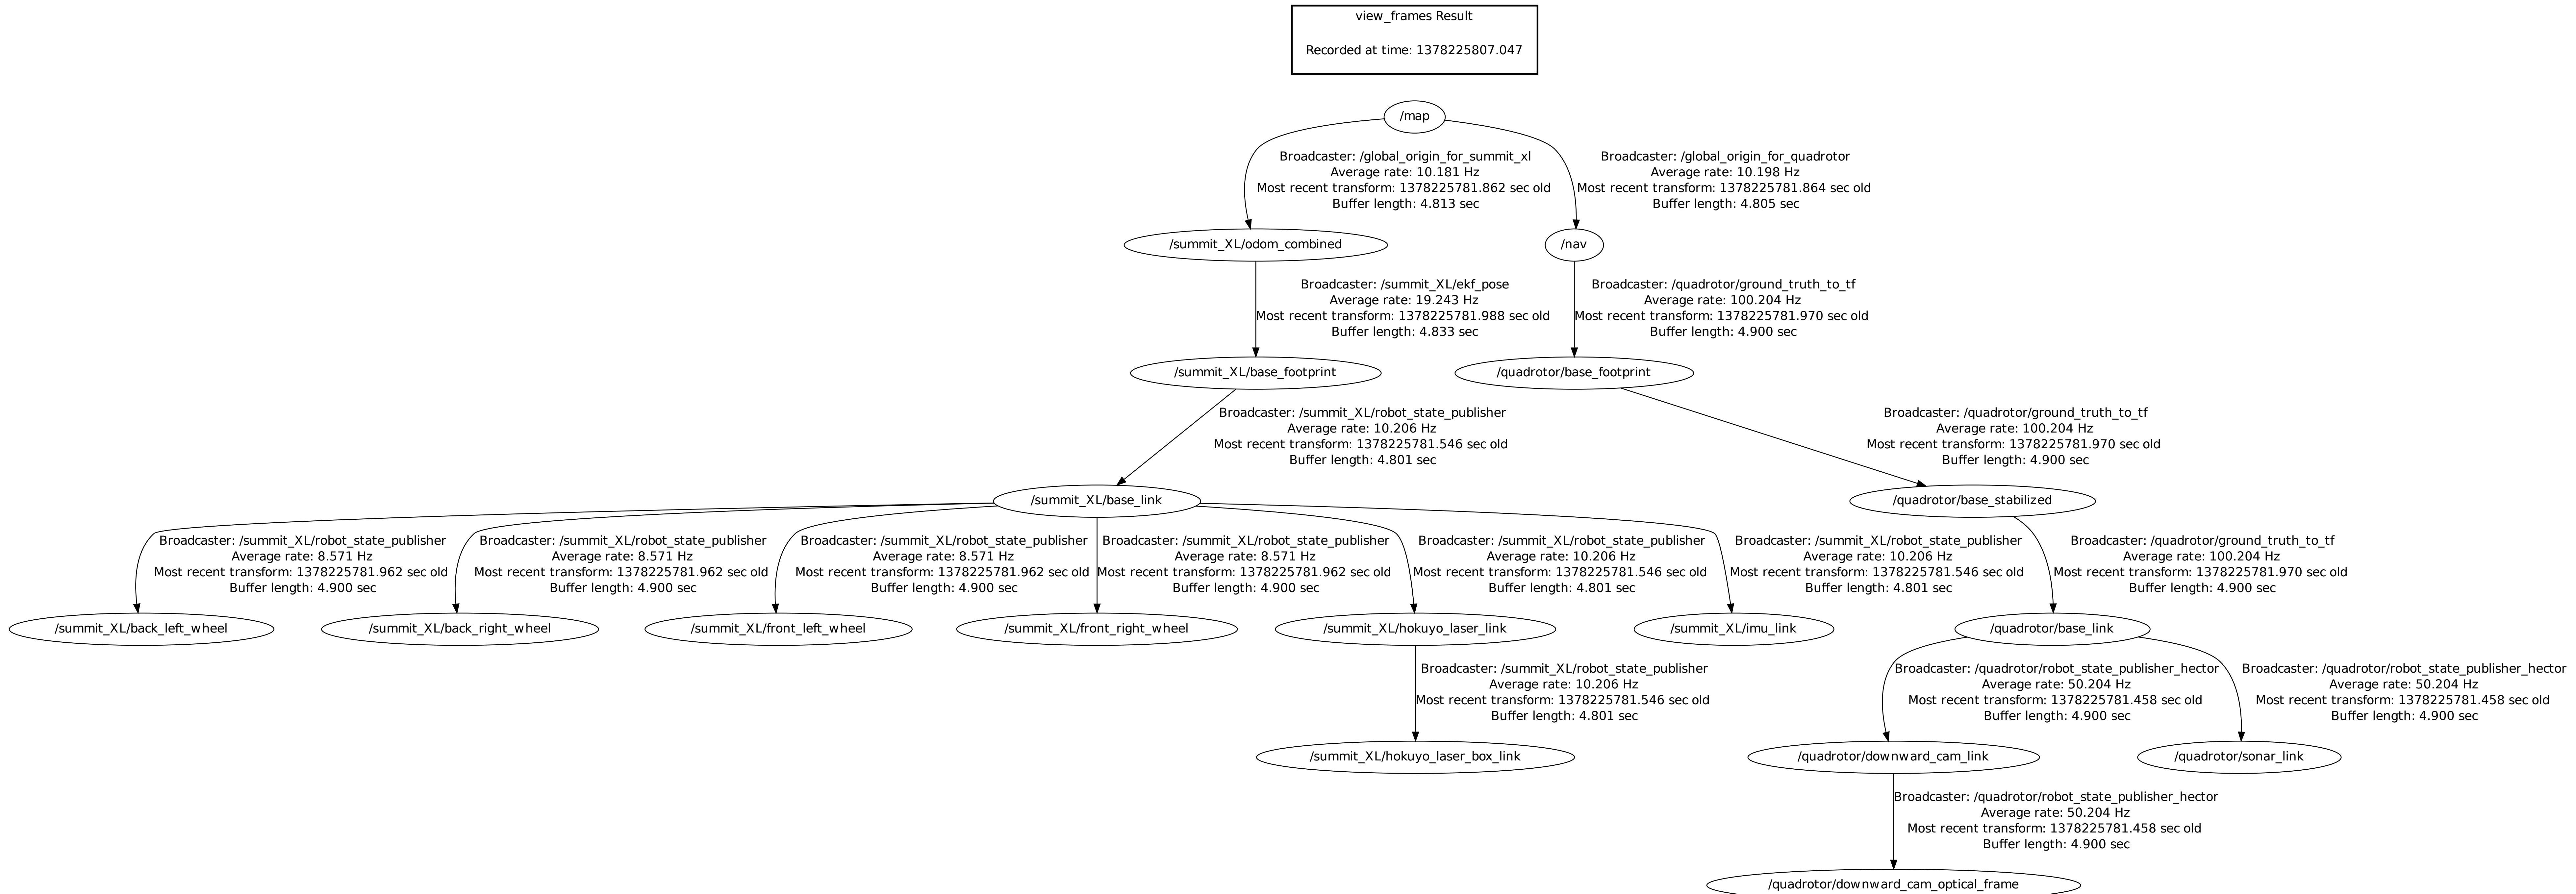 view_frames Result
Recorded at time: 1378225807.047
/map
Broadcaster: /global_origin_for_summit_xl
Average rate: 10.181 Hz
Most recent transform: 1378225781.862 sec old
Buffer length: 4.813 sec
Broadcaster: /global_origin_for_quadrotor
Average rate: 10.198 Hz
Most recent transform: 1378225781.864 sec old
Buffer length: 4.805 sec
/summit_XL/odom_combined
/nav
Broadcaster: /summit_XL/ekf_pose
Average rate: 19.243 Hz
Most recent transform: 1378225781.988 sec old
Buffer length: 4.833 sec
Broadcaster: /quadrotor/ground_truth_to_tf
Average rate: 100.204 Hz
Most recent transform: 1378225781.970 sec old
Buffer length: 4.900 sec
/summit_XL/base_footprint
/quadrotor/base_footprint
Broadcaster: /summit_XL/robot_state_publisher
Average rate: 10.206 Hz
Most recent transform: 1378225781.546 sec old
Buffer length: 4.801 sec
Broadcaster: /quadrotor/ground_truth_to_tf
Average rate: 100.204 Hz
Most recent transform: 1378225781.970 sec old
Buffer length: 4.900 sec
/summit_XL/base_link
/quadrotor/base_stabilized
Broadcaster: /summit_XL/robot_state_publisher
Average rate: 8.571 Hz
Most recent transform: 1378225781.962 sec old
Buffer length: 4.900 sec
Broadcaster: /summit_XL/robot_state_publisher
Average rate: 8.571 Hz
Most recent transform: 1378225781.962 sec old
Buffer length: 4.900 sec
Broadcaster: /summit_XL/robot_state_publisher
Average rate: 8.571 Hz
Most recent transform: 1378225781.962 sec old
Buffer length: 4.900 sec
Broadcaster: /summit_XL/robot_state_publisher
Average rate: 8.571 Hz
Most recent transform: 1378225781.962 sec old
Buffer length: 4.900 sec
Broadcaster: /summit_XL/robot_state_publisher
Average rate: 10.206 Hz
Most recent transform: 1378225781.546 sec old
Buffer length: 4.801 sec
Broadcaster: /summit_XL/robot_state_publisher
Average rate: 10.206 Hz
Most recent transform: 1378225781.546 sec old
Buffer length: 4.801 sec
Broadcaster: /quadrotor/ground_truth_to_tf
Average rate: 100.204 Hz
Most recent transform: 1378225781.970 sec old
Buffer length: 4.900 sec
/summit_XL/back_left_wheel
/summit_XL/back_right_wheel
/summit_XL/front_left_wheel
/summit_XL/front_right_wheel
/summit_XL/hokuyo_laser_link
/summit_XL/imu_link
/quadrotor/base_link
Broadcaster: /summit_XL/robot_state_publisher
Average rate: 10.206 Hz
Most recent transform: 1378225781.546 sec old
Buffer length: 4.801 sec
Broadcaster: /quadrotor/robot_state_publisher_hector
Average rate: 50.204 Hz
Most recent transform: 1378225781.458 sec old
Buffer length: 4.900 sec
Broadcaster: /quadrotor/robot_state_publisher_hector
Average rate: 50.204 Hz
Most recent transform: 1378225781.458 sec old
Buffer length: 4.900 sec
/summit_XL/hokuyo_laser_box_link
/quadrotor/downward_cam_link
/quadrotor/sonar_link
Broadcaster: /quadrotor/robot_state_publisher_hector
Average rate: 50.204 Hz
Most recent transform: 1378225781.458 sec old
Buffer length: 4.900 sec
/quadrotor/downward_cam_optical_frame